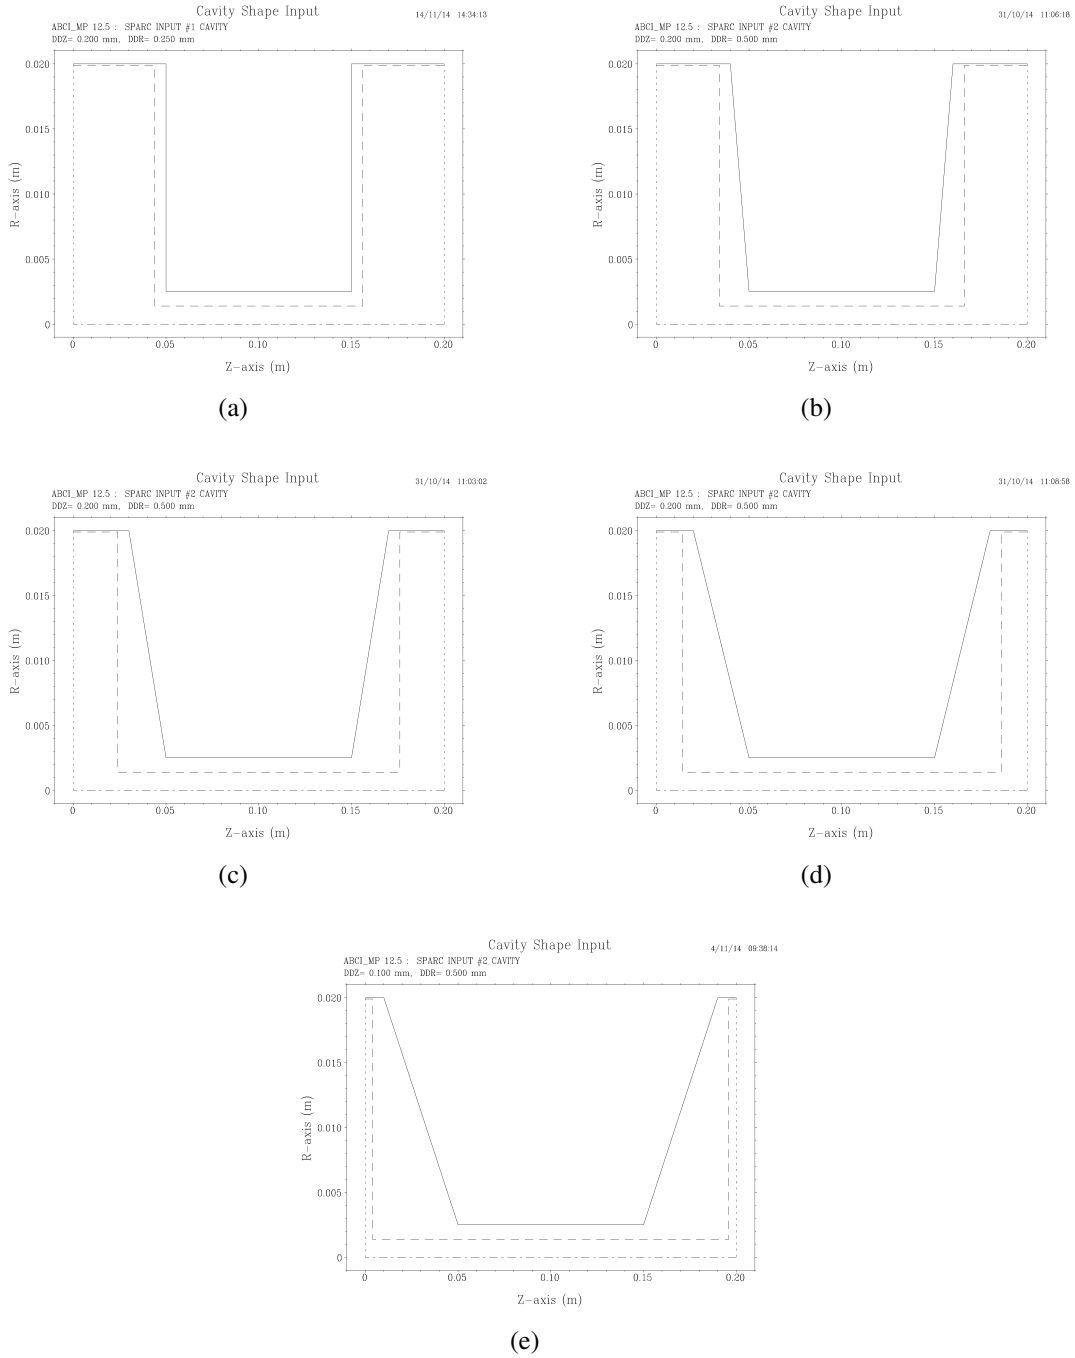 Cavity Shape Input
14/11/14 14:34:13
ABCI_MP 12.5 : SPARC INPUT #1 CAVITY
DDZ= 0.200 mm, DDR= 0.250 mm
R-axis (m)
0.020
0.015
0.010
0.005
0
0 0.05 0.10 0.15 0.20
Z-axis (m)
(a)
Cavity Shape Input
31/10/14 11:06:18
ABCI_MP 12.5 : SPARC INPUT #2 CAVITY
DDZ= 0.200 mm, DDR= 0.500 mm
R-axis (m)
0.020
0.015
0.010
0.005
0
0 0.05 0.10 0.15 0.20
Z-axis (m)
(b)
Cavity Shape Input
31/10/14 11:03:02
ABCI_MP 12.5 : SPARC INPUT #2 CAVITY
DDZ= 0.200 mm, DDR= 0.500 mm
R-axis (m)
0.020
0.015
0.010
0.005
0
0 0.05 0.10 0.15 0.20
Z-axis (m)
(c)
Cavity Shape Input
31/10/14 11:08:58
ABCI_MP 12.5 : SPARC INPUT #2 CAVITY
DDZ= 0.200 mm, DDR= 0.500 mm
R-axis (m)
0.020
0.015
0.010
0.005
0
0 0.05 0.10 0.15 0.20
Z-axis (m)
(d)
Cavity Shape Input
4/11/14 09:38:14
ABCI_MP 12.5 : SPARC INPUT #2 CAVITY
DDZ= 0.100 mm, DDR= 0.500 mm
R-axis (m)
0.020
0.015
0.010
0.005
0
0 0.05 0.10 0.15 0.20
Z-axis (m)
(e)